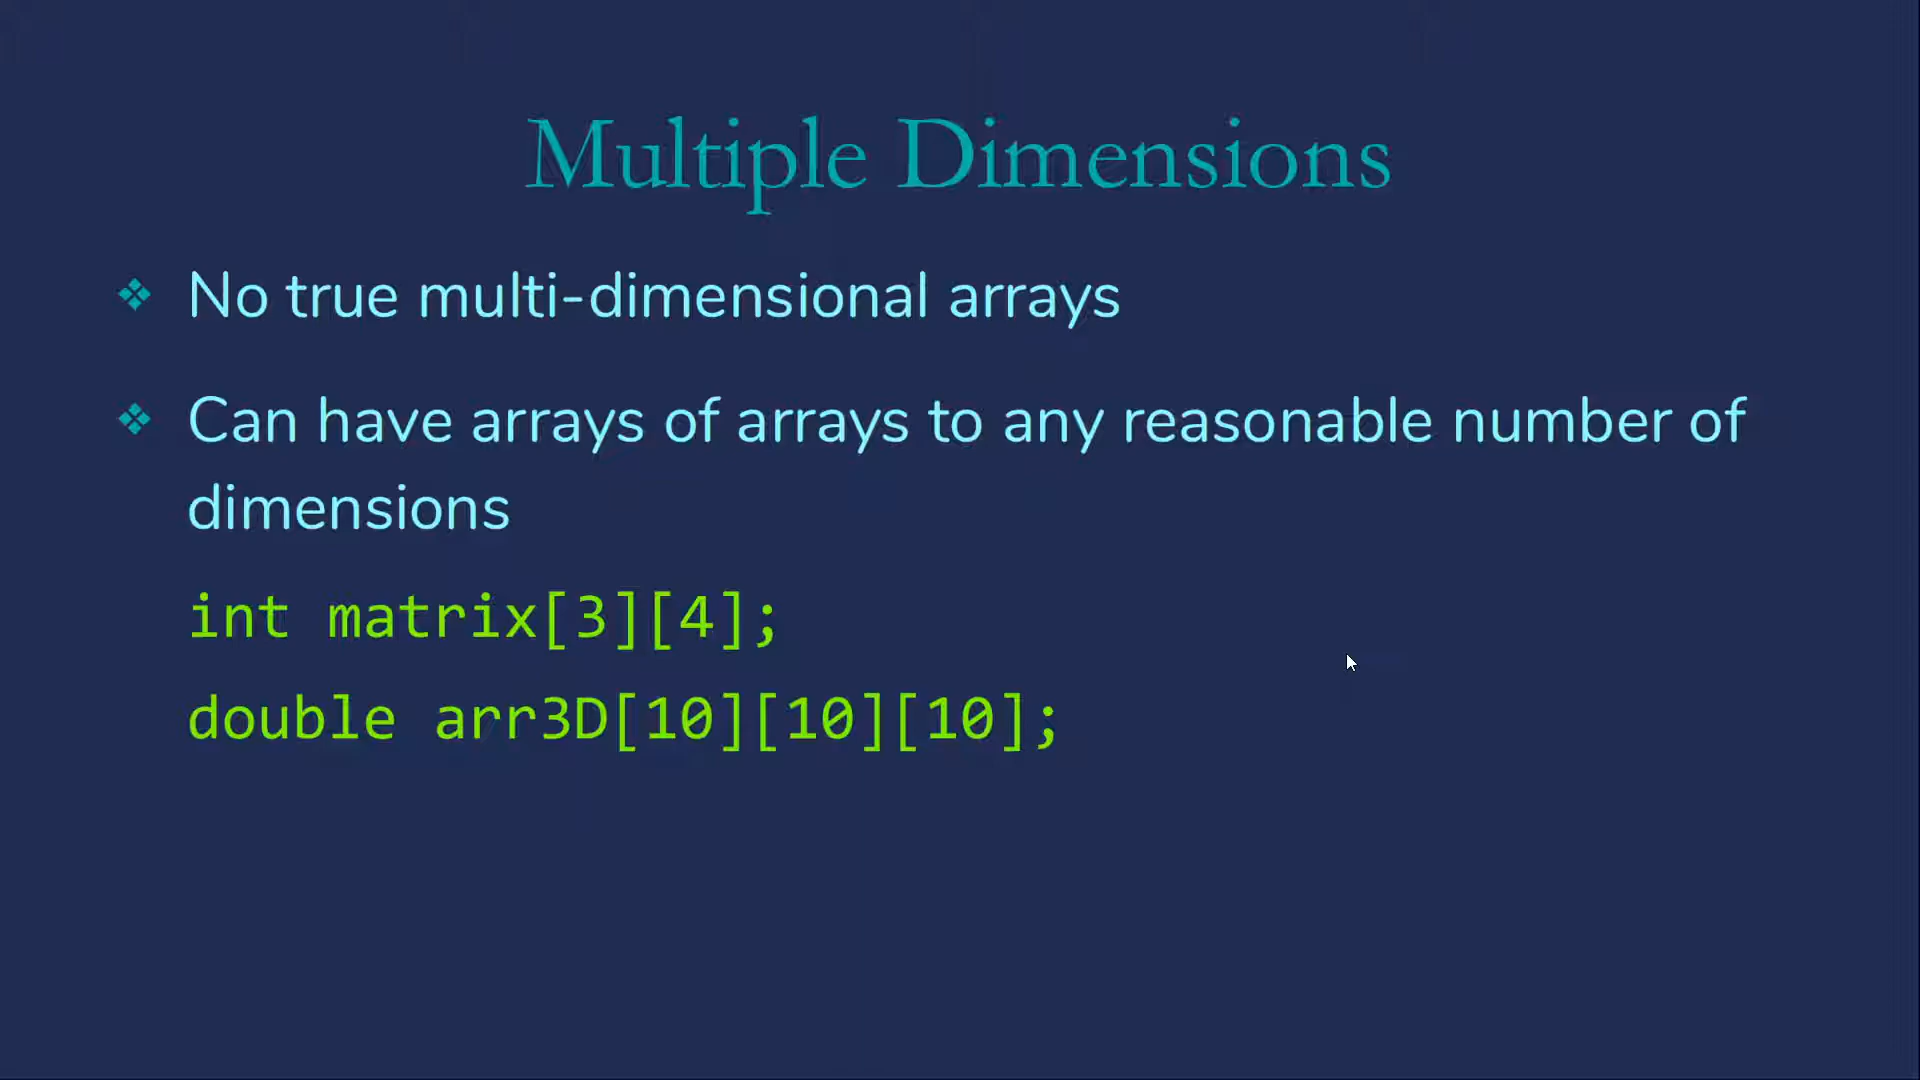 Multiple Dimensions
No true multi-dimensional arrays
Can have arrays of arrays to any reasonable number of
dimensions
int matrix[3][4];
double arr3D[10][10][10];